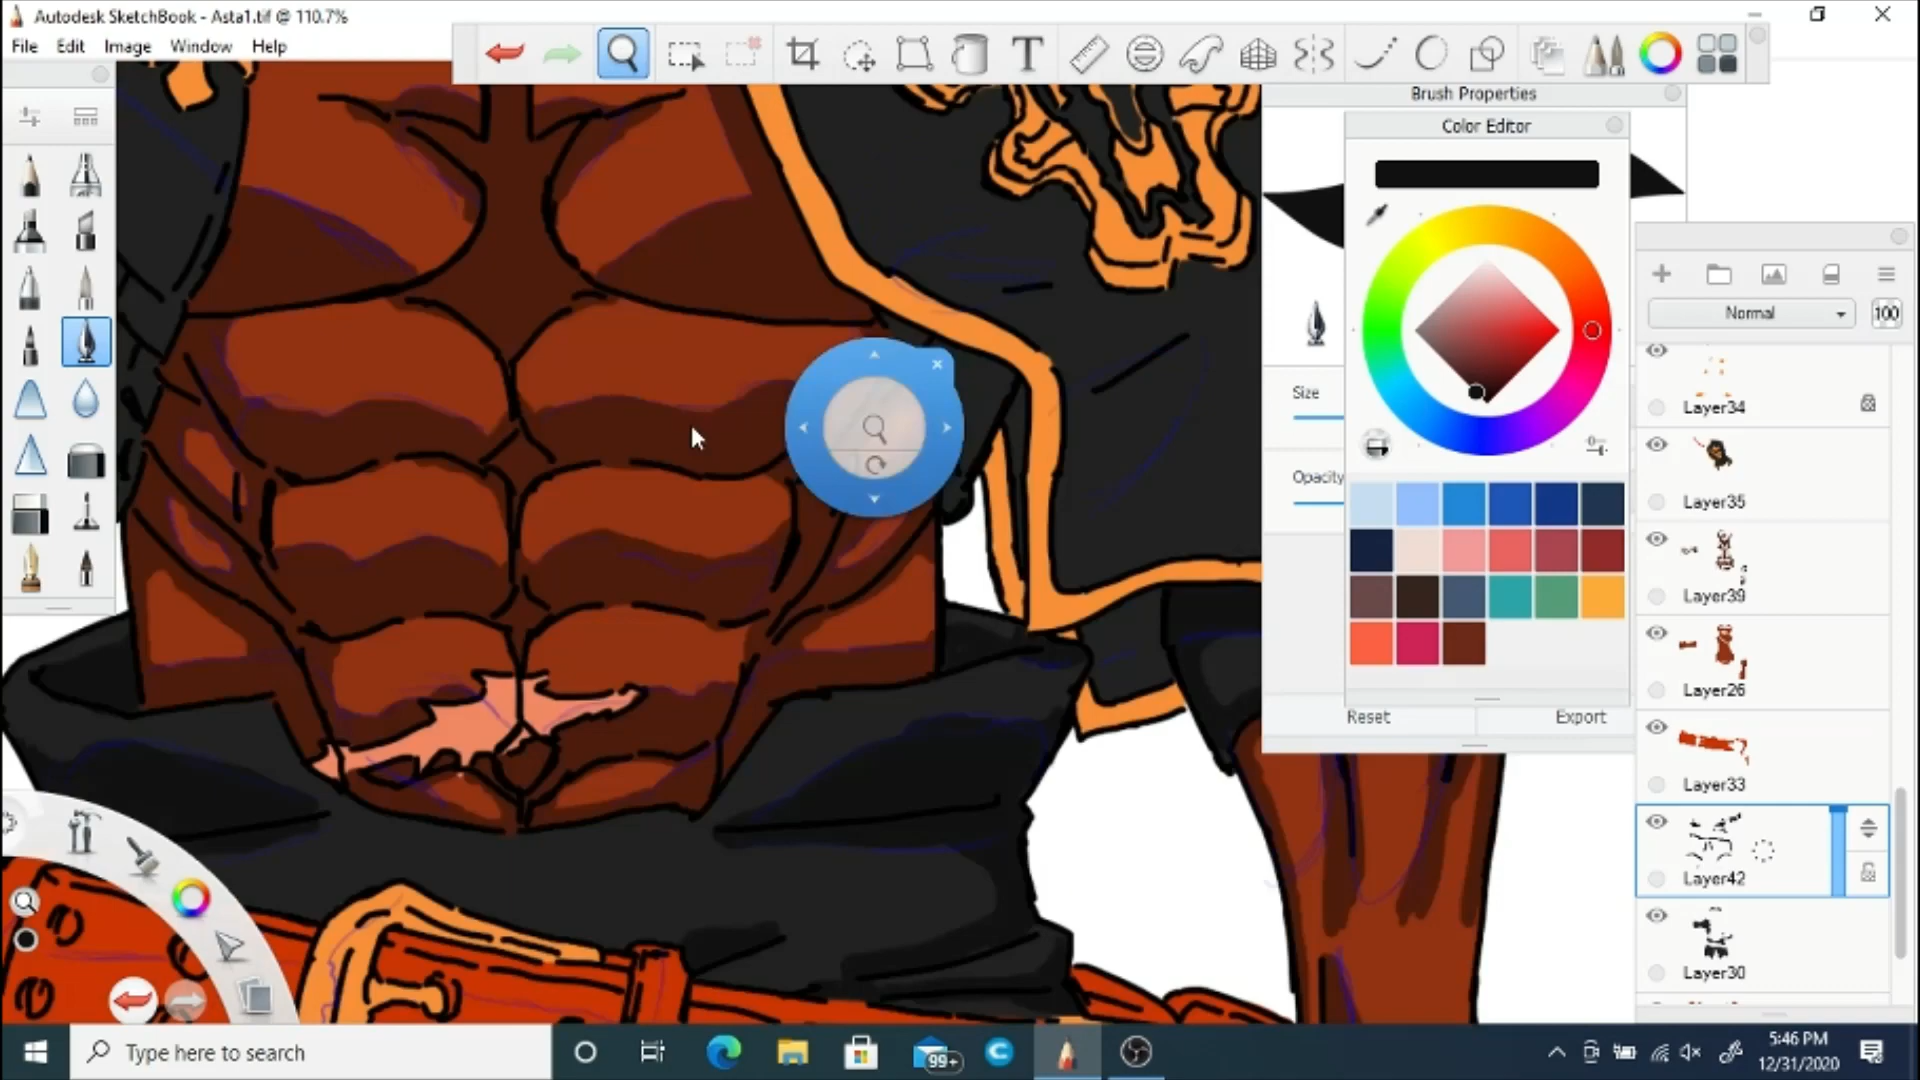 Autodesk SketchBook - Asta1.tif @ 110.7%
File Edit Image Window Help
T
Brush Properties
Color Editor
Size
Opacity
Reset Export
Normal 100
Layer34
Layer35
Layer39
Layer26
Layer33
Layer42
Layer30
Type here to search
99+
5:46 PM
12/31/2020